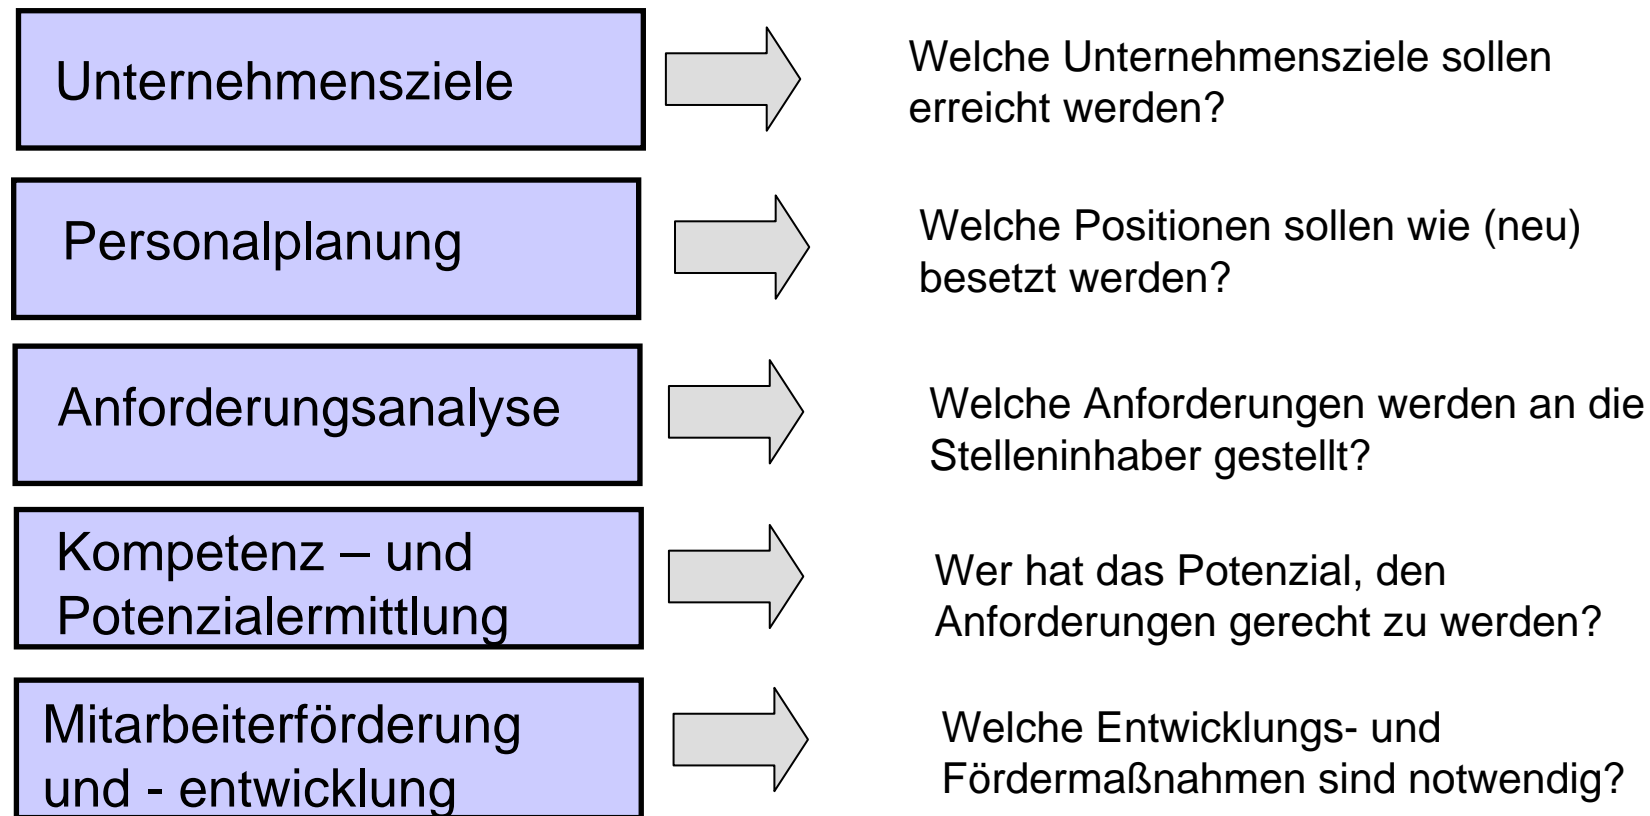 Unternehmensziele
Welche Unternehmensziele sollen
erreicht werden?
Personalplanung
Welche Positionen sollen wie (neu)
besetzt werden?
Anforderungsanalyse
Welche Anforderungen werden an die
Stelleninhaber gestellt?
Kompetenz – und
Potenzialermittlung
Wer hat das Potenzial, den
Anforderungen gerecht zu werden?
Mitarbeiterförderung
und - entwicklung
Welche Entwicklungs- und
Fördermaßnahmen sind notwendig?